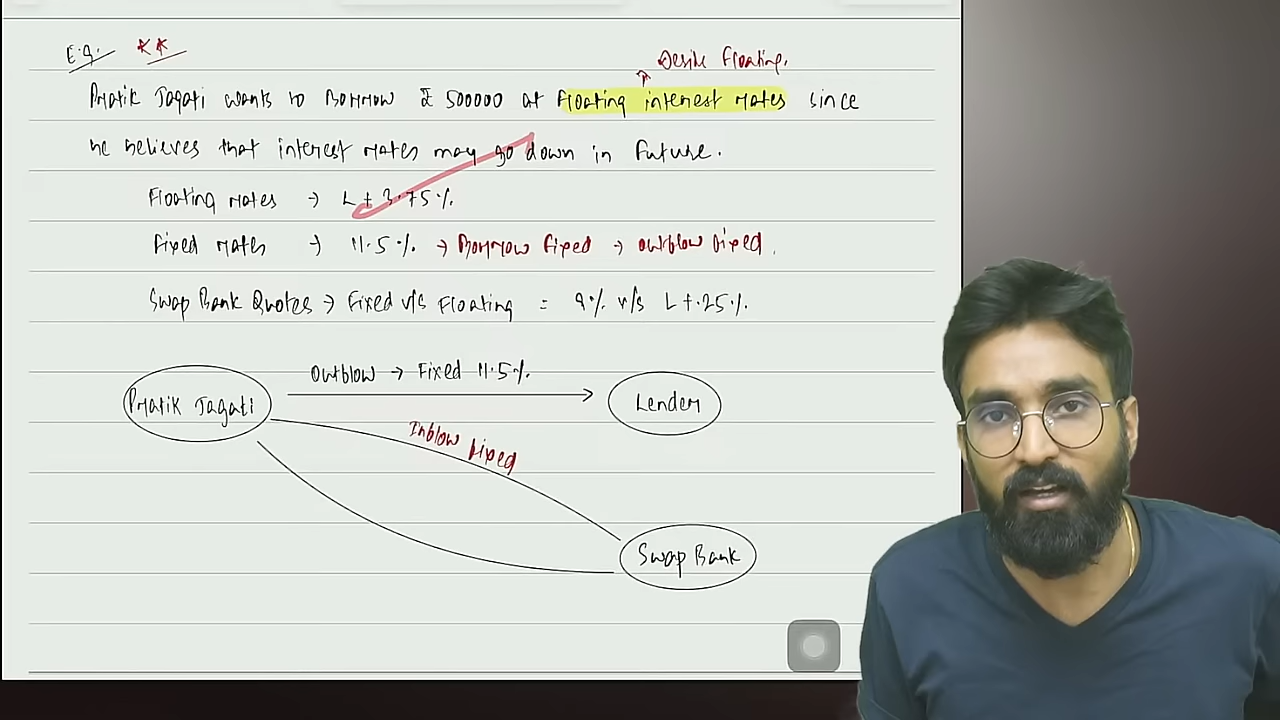 E.g. **
Desire Floating.
Pratik Jagati wants to Borrow ₹ 500000 at Floating interest rates since
he believes that interest rates may go down in Future.
Floating rates → L + 3.75%.
Fixed rates → 11.5%. → Borrow Fixed → Outflow Fixed.
Swap Bank Quotes → Fixed v/s Floating = 9% v/s L+.25%.
Outflow → Fixed 11.5%.
Pratik Jagati
Lender
Inflow Fixed
Swap Bank